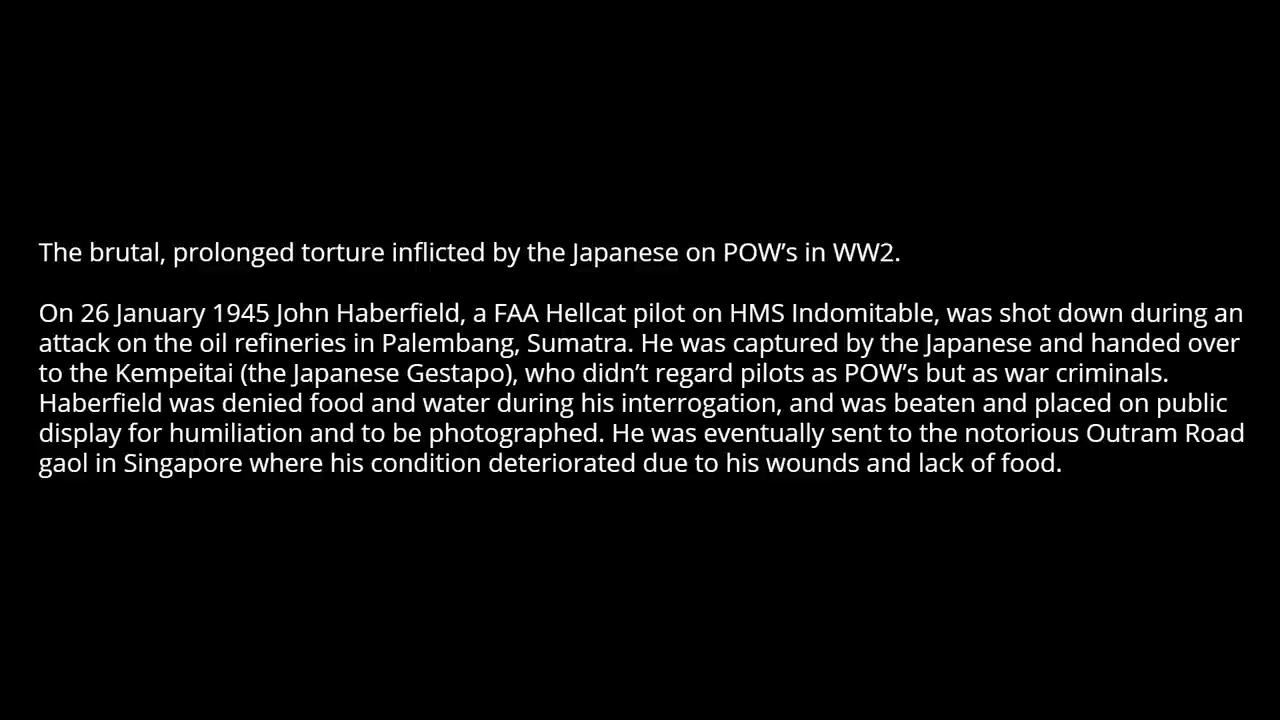 The brutal, prolonged torture inflicted by the Japanese on POW’s in WW2.
On 26 January 1945 John Haberfield, a FAA Hellcat pilot on HMS Indomitable, was shot down during an
attack on the oil refineries in Palembang, Sumatra. He was captured by the Japanese and handed over
to the Kempeitai (the Japanese Gestapo), who didn’t regard pilots as POW’s but as war criminals.
Haberfield was denied food and water during his interrogation, and was beaten and placed on public
display for humiliation and to be photographed. He was eventually sent to the notorious Outram Road
gaol in Singapore where his condition deteriorated due to his wounds and lack of food.